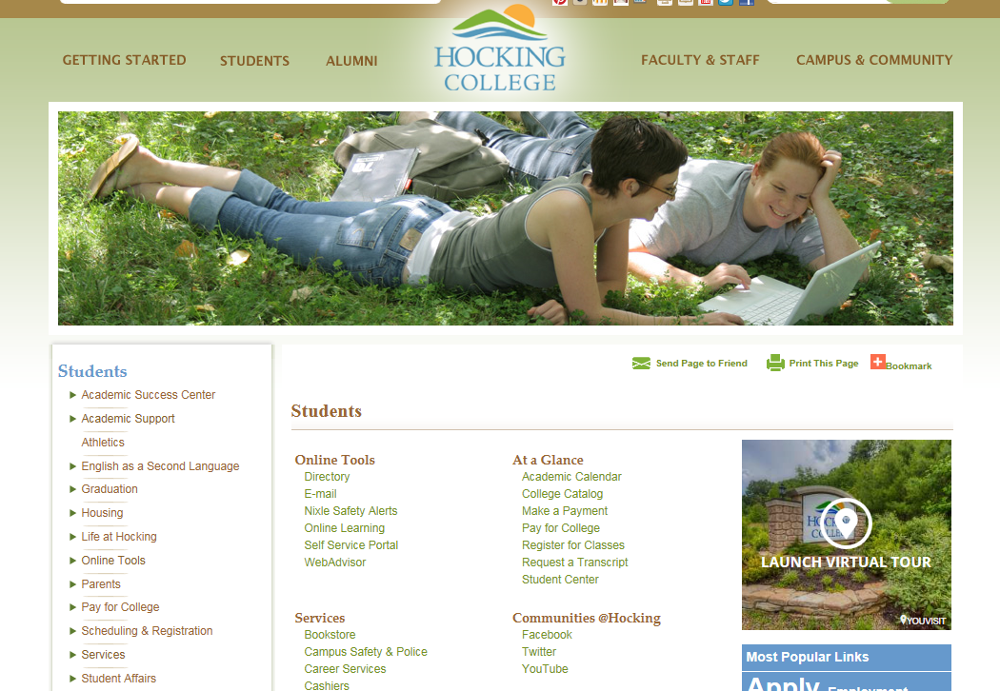 GETTING STARTED STUDENTS ALUMNI
HOCKING
COLLEGE
FACULTY & STAFF CAMPUS & COMMUNITY
Students
Academic Success Center
Academic Support
Athletics
English as a Second Language
Graduation
Housing
Life at Hocking
Online Tools
Parents
Pay for College
Scheduling & Registration
Services
Student Affairs
Send Page to Friend Print This Page Bookmark
Students
Online Tools
Directory
E-mail
Nixle Safety Alerts
Online Learning
Self Service Portal
WebAdvisor
At a Glance
Academic Calendar
College Catalog
Make a Payment
Pay for College
Register for Classes
Request a Transcript
Student Center
Services
Bookstore
Campus Safety & Police
Career Services
Cashiers
Communities @Hocking
Facebook
Twitter
YouTube
LAUNCH VIRTUAL TOUR
YOUVISIT
Most Popular Links
Apply Employment